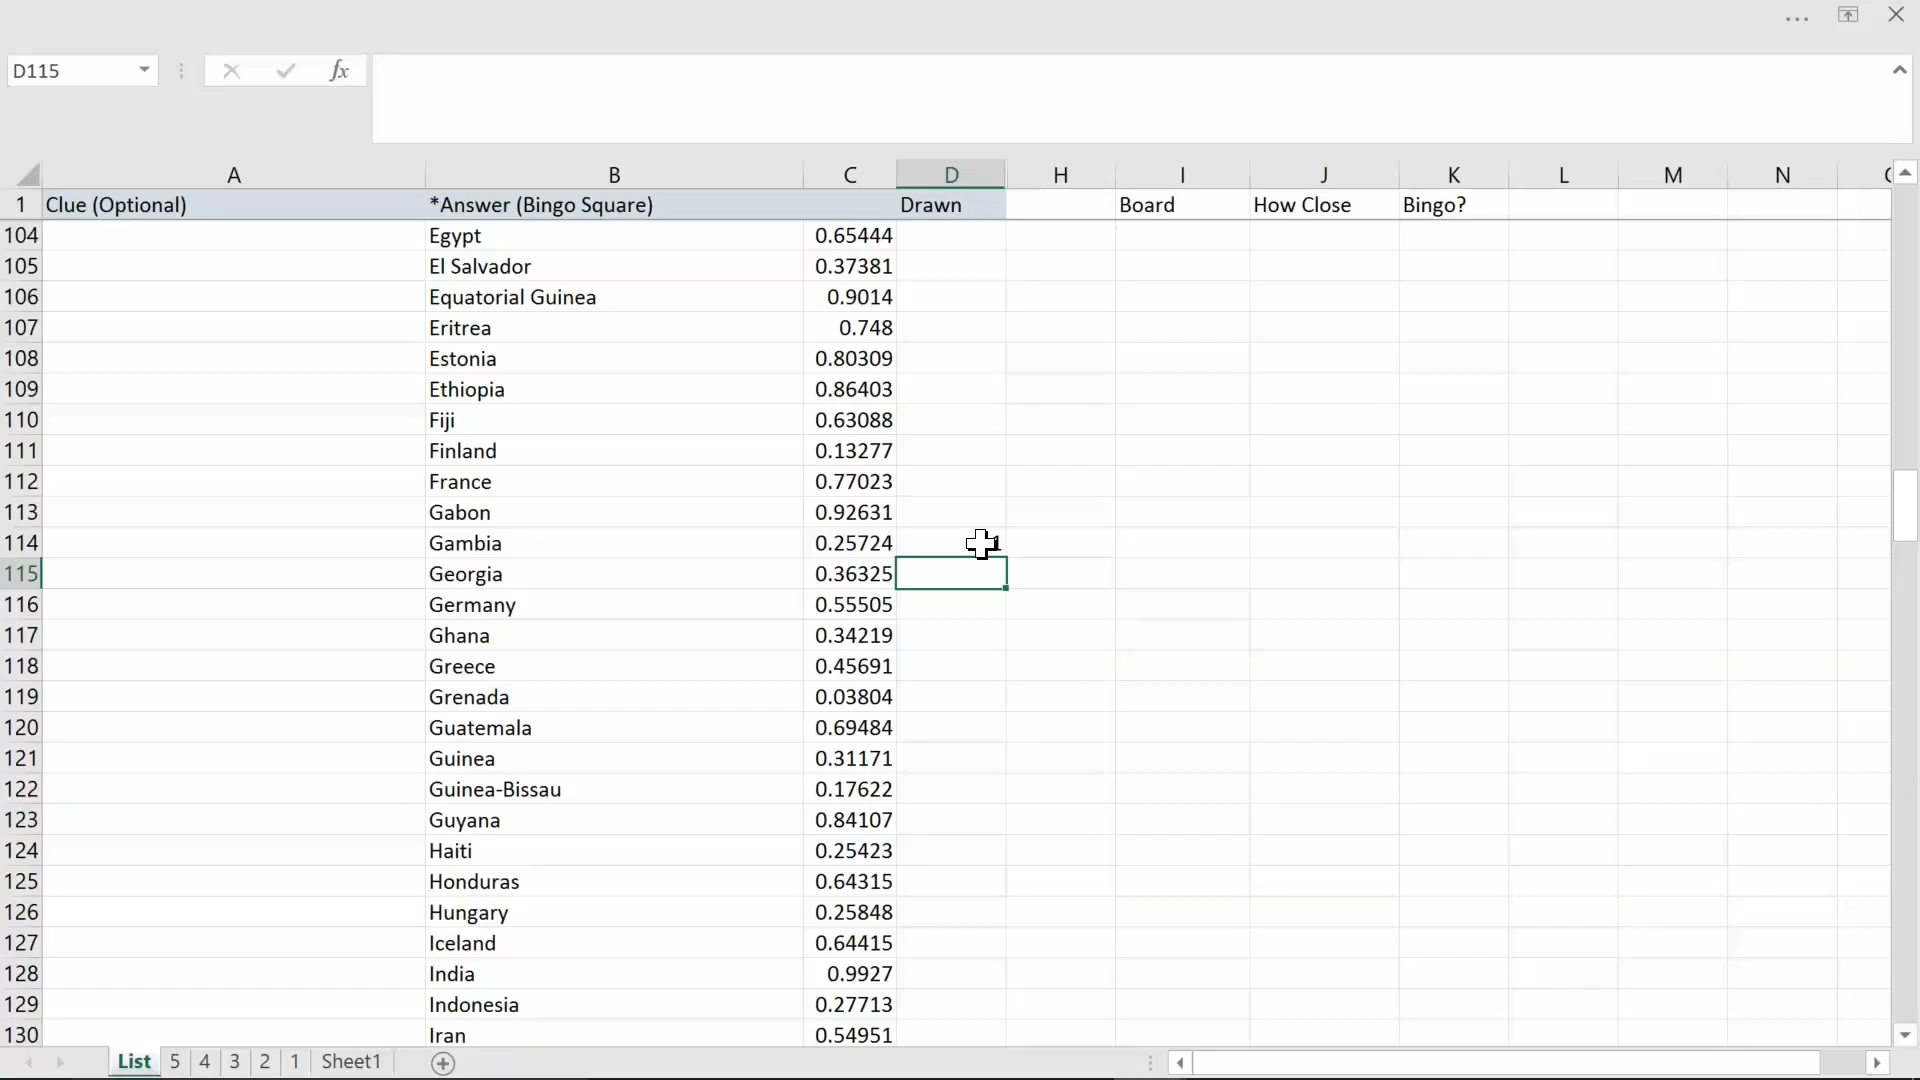 D115 fx
A B C D H I J K L M N
1 Clue (Optional) *Answer (Bingo Square) Drawn Board How Close Bingo?
104 Egypt 0.65444
105 El Salvador 0.37381
106 Equatorial Guinea 0.9014
107 Eritrea 0.748
108 Estonia 0.80309
109 Ethiopia 0.86403
110 Fiji 0.63088
111 Finland 0.13277
112 France 0.77023
113 Gabon 0.92631
114 Gambia 0.25724 1
115 Georgia 0.36325
116 Germany 0.55505
117 Ghana 0.34219
118 Greece 0.45691
119 Grenada 0.03804
120 Guatemala 0.69484
121 Guinea 0.31171
122 Guinea-Bissau 0.17622
123 Guyana 0.84107
124 Haiti 0.25423
125 Honduras 0.64315
126 Hungary 0.25848
127 Iceland 0.64415
128 India 0.9927
129 Indonesia 0.27713
130 Iran 0.54951
List 5 4 3 2 1 Sheet1